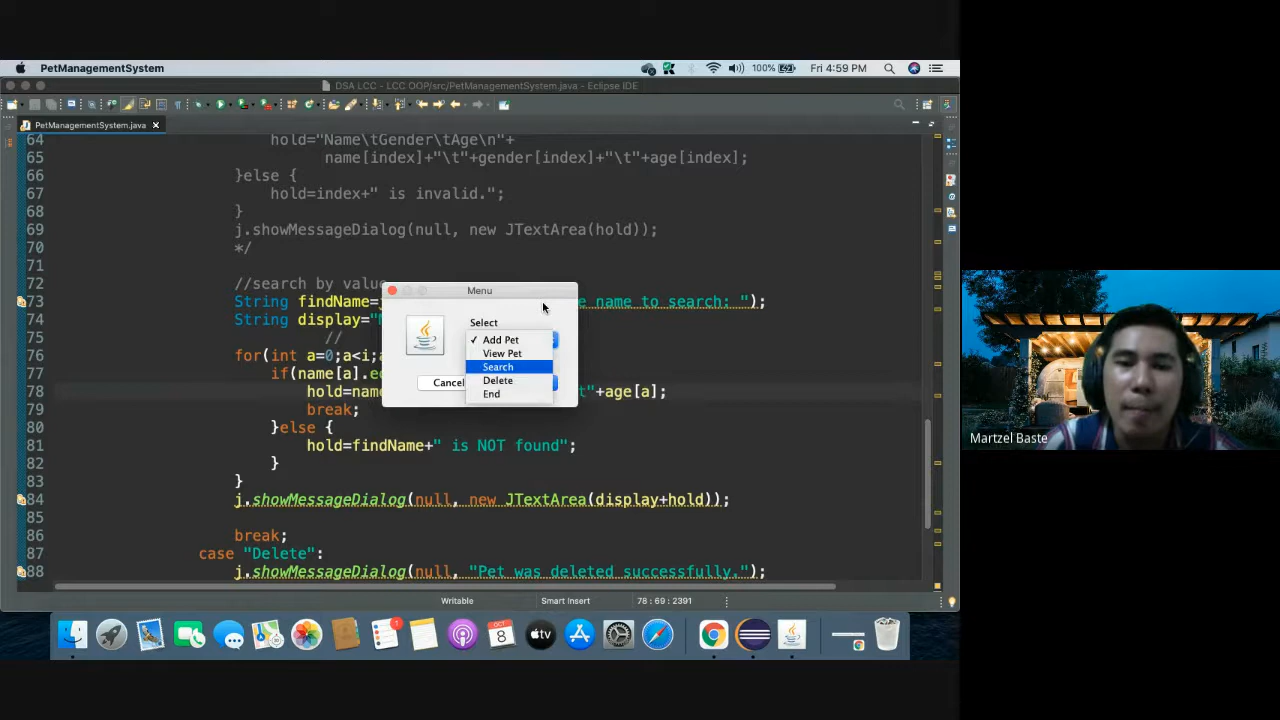 PetManagementSystem
100%
Fri 4:59 PM
DSA LCC - LCC OOP/src/PetManagementSystem.java - Eclipse IDE
PetManagementSystem.java
64 hold="Name\tGender\tAge\n"+
65 name[index]+"\t"+gender[index]+"\t"+age[index];
66 }else {
67 hold=index+" is invalid.";
68 }
69 j.showMessageDialog(null, new JTextArea(hold));
70 */
71
72 //search by value
73 String findName= name to search: ");
74 String display="
75 //
76 for(int a=0;a<i;
77 if(name[a].
78 hold= "+age[a];
79 break;
80 }else {
81 hold=findName+" is NOT found";
82 }
83 }
84 j.showMessageDialog(null, new JTextArea(display+hold));
85
86 break;
87 case "Delete":
88 j.showMessageDialog(null, "Pet was deleted successfully.");
Menu
Select
✓ Add Pet
View Pet
Search
Delete
End
Cancel
Writable
Smart Insert
78 : 69 : 2391
1
OCT
8
tv
Martzel Baste